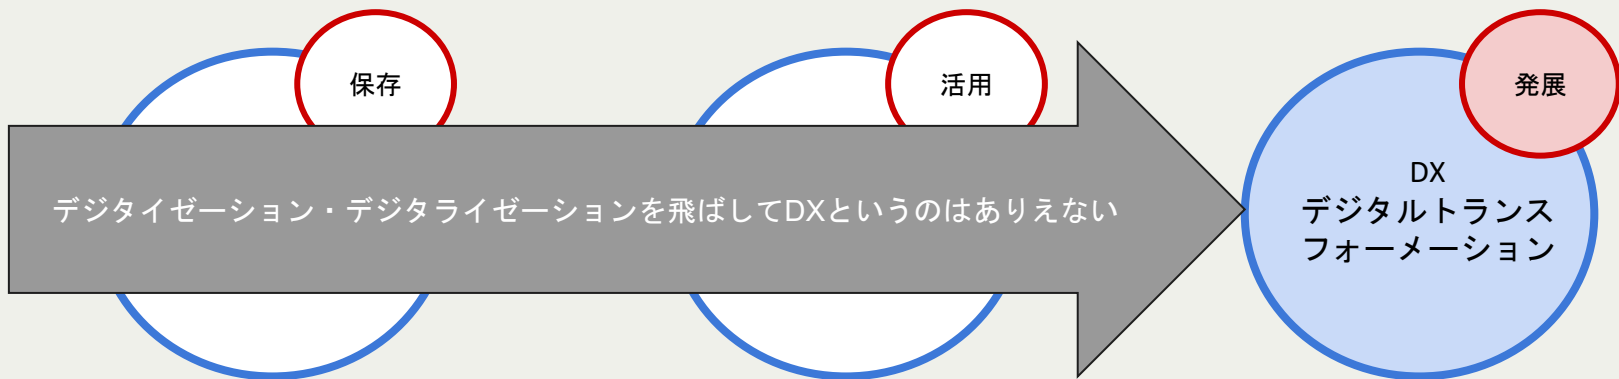 保存
活用
発展
デジタイゼーション・デジタライゼーションを飛ばしてDXというのはありえない
DX
デジタルトランス
フォーメーション